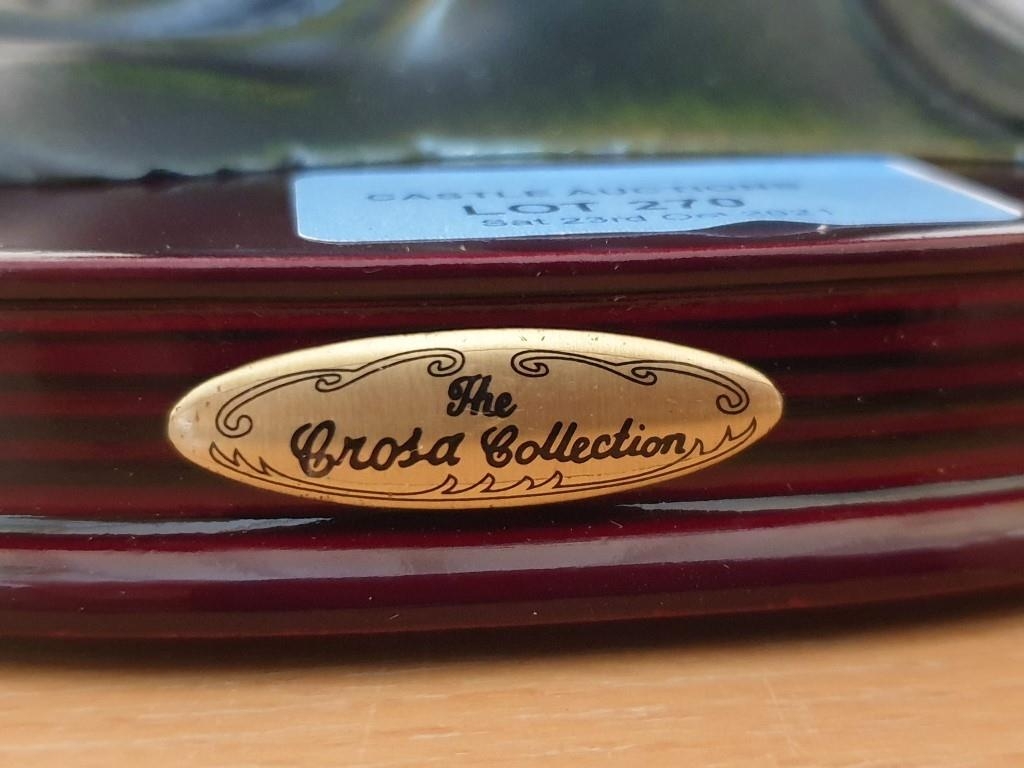 CASTLE AUCTIONS
LOT 270
Sat 23rd Oct 2021
The
Crosa Collection